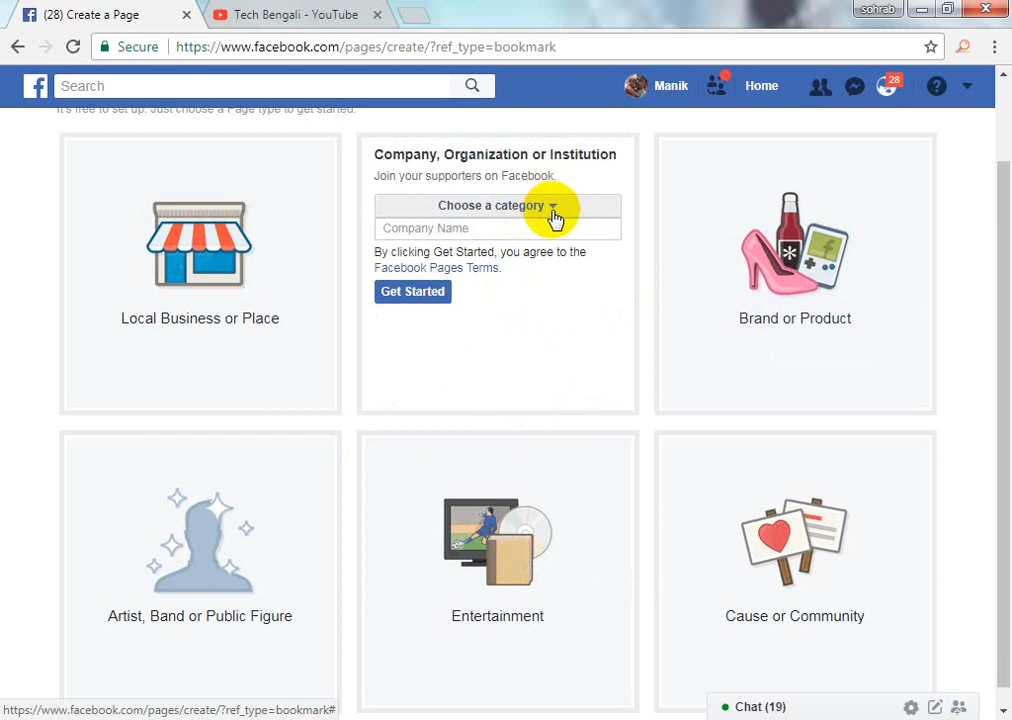 (28) Create a Page
Tech Bengali - YouTube
sohrab
Secure
https://www.facebook.com/pages/create/?ref_type=bookmark
Search
Manik
Home
28
It's free to set up. Just choose a Page type to get started.
Local Business or Place
Company, Organization or Institution
Join your supporters on Facebook.
Choose a category
Company Name
By clicking Get Started, you agree to the
Facebook Pages Terms.
Get Started
Brand or Product
Artist, Band or Public Figure
Entertainment
Cause or Community
https://www.facebook.com/pages/create/?ref_type=bookmark#
Chat (19)